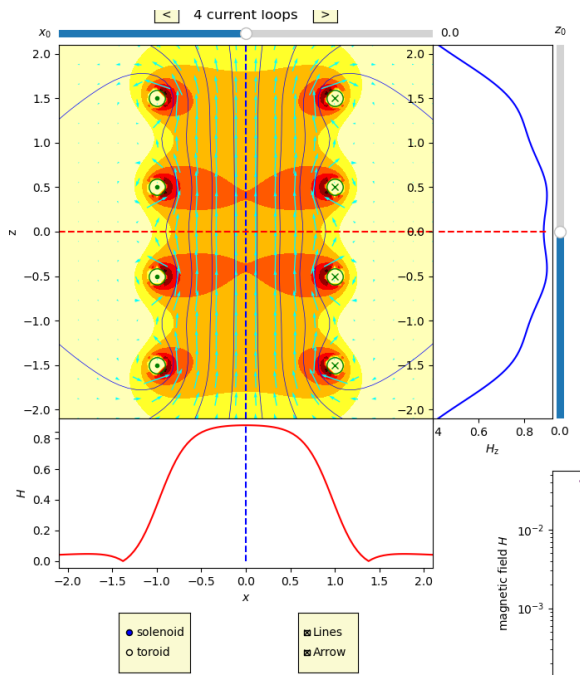 < 4 current loops >
x₀ 0.0 z₀
2.0 2.0
1.5 1.5
1.0 1.0
0.5 0.5
z 0.0 0.0
−0.5 −0.5
−1.0 −1.0
−1.5 −1.5
−2.0 −2.0
4 0.6 0.8 0.0
H_z
0.8
0.6
H
0.4
0.2
0.0
−2.0 −1.5 −1.0 −0.5 0.0 0.5 1.0 1.5 2.0
x
magnetic field H
10⁻²
10⁻³
solenoid
toroid
Lines
Arrow